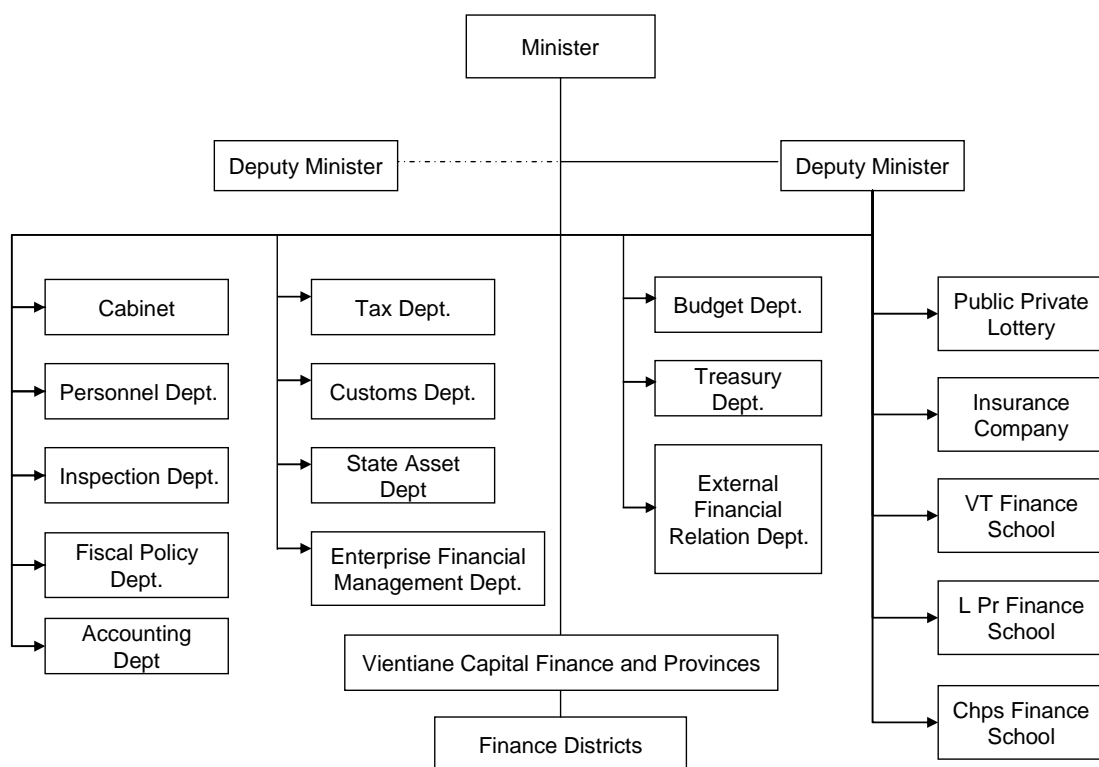 Minister
Deputy Minister
Deputy Minister
Cabinet
Personnel Dept.
Inspection Dept.
Fiscal Policy
Dept.
Accounting
Dept
Tax Dept.
Customs Dept.
State Asset
Dept
Enterprise Financial
Management Dept.
Budget Dept.
Treasury
Dept.
External
Financial
Relation Dept.
Public Private
Lottery
Insurance
Company
VT Finance
School
L Pr Finance
School
Chps Finance
School
Vientiane Capital Finance and Provinces
Finance Districts